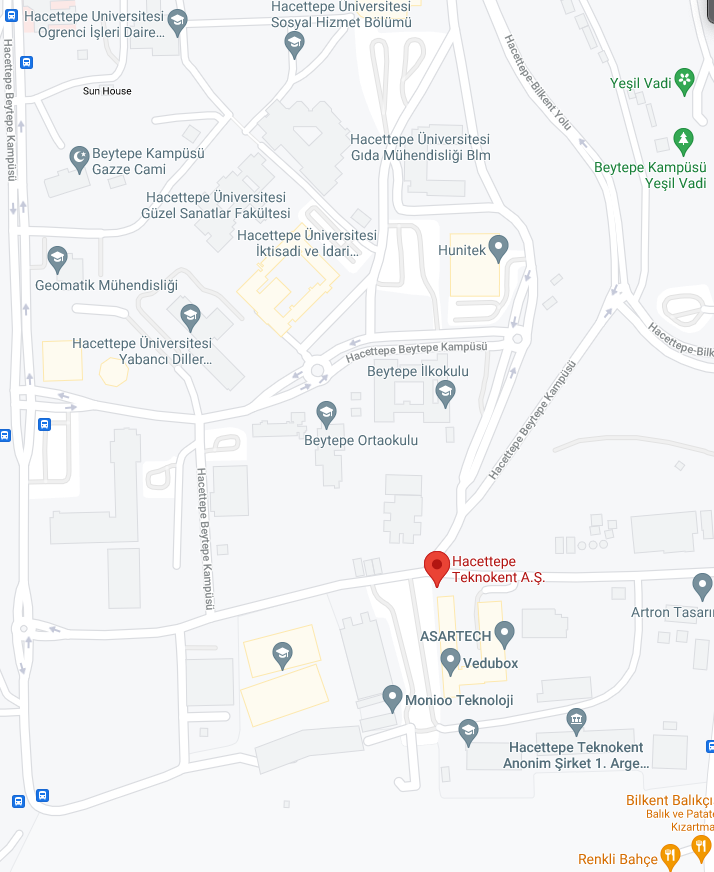 Hacettepe Üniversitesi
Sosyal Hizmet Bölümü
Hacettepe Üniversitesi
Ogrenci İşleri Daire...
Hacettepe Beytepe Kampüsü
Sun House
Hacettepe-Bilkent Yolu
Yeşil Vadi
Hacettepe Üniversitesi
Gıda Mühendisliği Blm
Beytepe Kampüsü
Gazze Cami
Beytepe Kampüsü
Yeşil Vadi
Hacettepe Üniversitesi
Güzel Sanatlar Fakültesi
Hacettepe Üniversitesi
İktisadi ve İdari...
Hunitek
Geomatik Mühendisliği
Hacettepe Üniversitesi
Yabancı Diller...
Hacettepe Beytepe Kampüsü
Hacettepe-Bilk
Beytepe İlkokulu
Hacettepe Beytepe Kampüsü
Beytepe Ortaokulu
Hacettepe Beytepe Kampüsü
Hacettepe
Teknokent A.Ş.
Artron Tasarı
ASARTECH
Vedubox
Monioo Teknoloji
Hacettepe Teknokent
Anonim Şirket 1. Arge...
Bilkent Balıkçı
Balık ve Patat
Kızartma
Renkli Bahçe